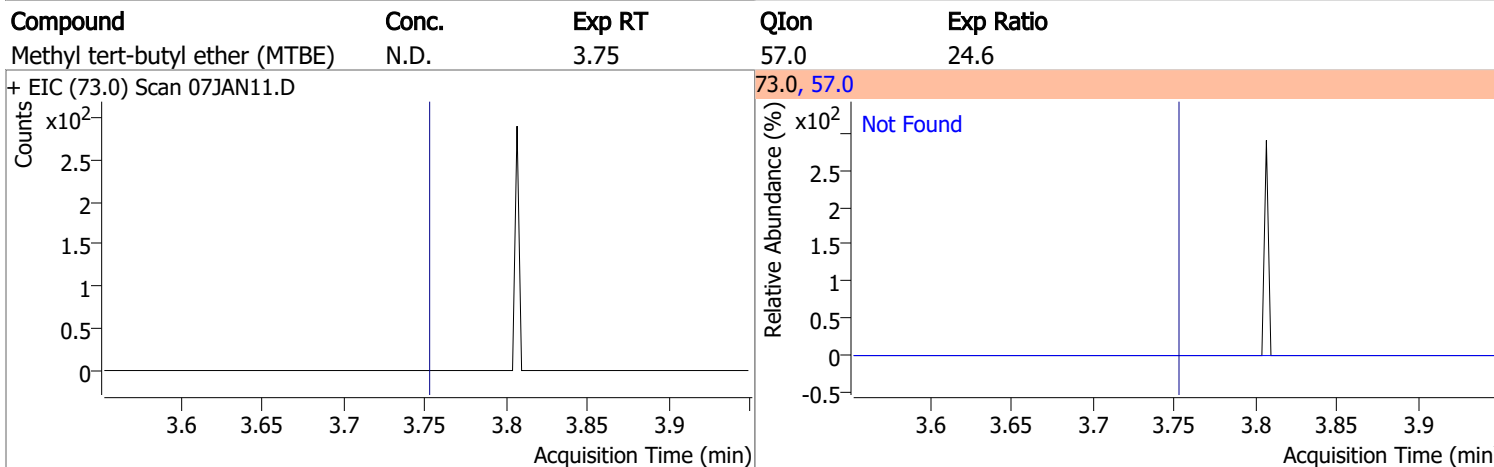 Compound Conc. Exp RT QIon Exp Ratio
Methyl tert-butyl ether (MTBE) N.D. 3.75 57.0 24.6
+ EIC (73.0) Scan 07JAN11.D
Counts
x10²
2.5
2
1.5
1
0.5
0
3.6 3.65 3.7 3.75 3.8 3.85 3.9
Acquisition Time (min)
73.0, 57.0
Relative Abundance (%)
x10²
Not Found
2.5
2
1.5
1
0.5
0
-0.5
3.6 3.65 3.7 3.75 3.8 3.85 3.9
Acquisition Time (min